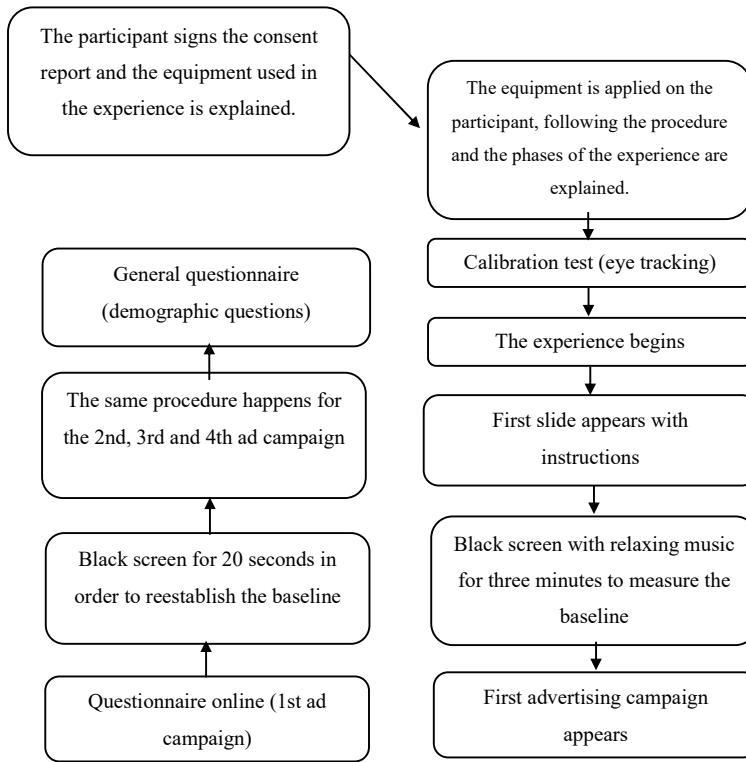 The participant signs the consent
report and the equipment used in
the experience is explained.
The equipment is applied on the
participant, following the procedure
and the phases of the experience are
explained.
Calibration test (eye tracking)
The experience begins
First slide appears with
instructions
Black screen with relaxing music
for three minutes to measure the
baseline
First advertising campaign
appears
Questionnaire online (1st ad
campaign)
Black screen for 20 seconds in
order to reestablish the baseline
The same procedure happens for
the 2nd, 3rd and 4th ad campaign
General questionnaire
(demographic questions)